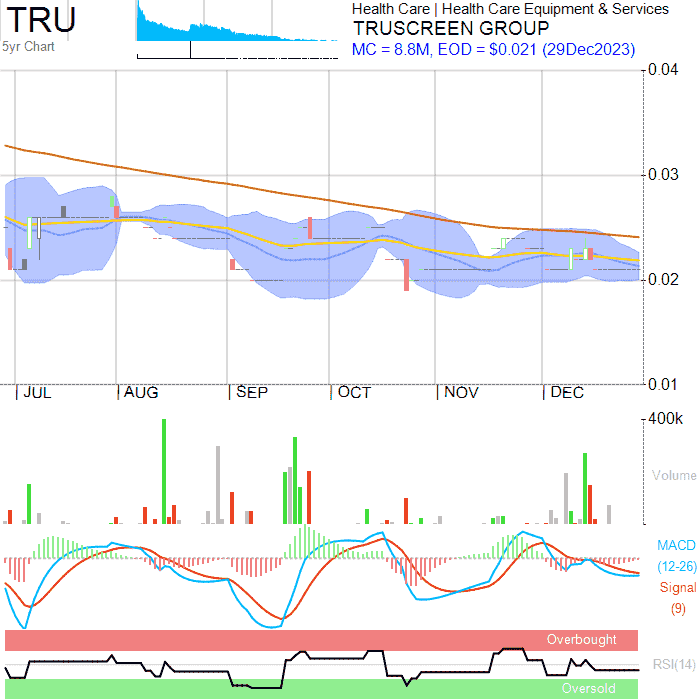 TRU
5yr Chart
Health Care | Health Care Equipment & Services
TRUSCREEN GROUP
MC = 8.8M, EOD = $0.021 (29Dec2023)
0.04
0.03
0.02
0.01
JUL
AUG
SEP
OCT
NOV
DEC
400k
Volume
MACD
(12-26)
Signal
(9)
Overbought
RSI(14)
Oversold